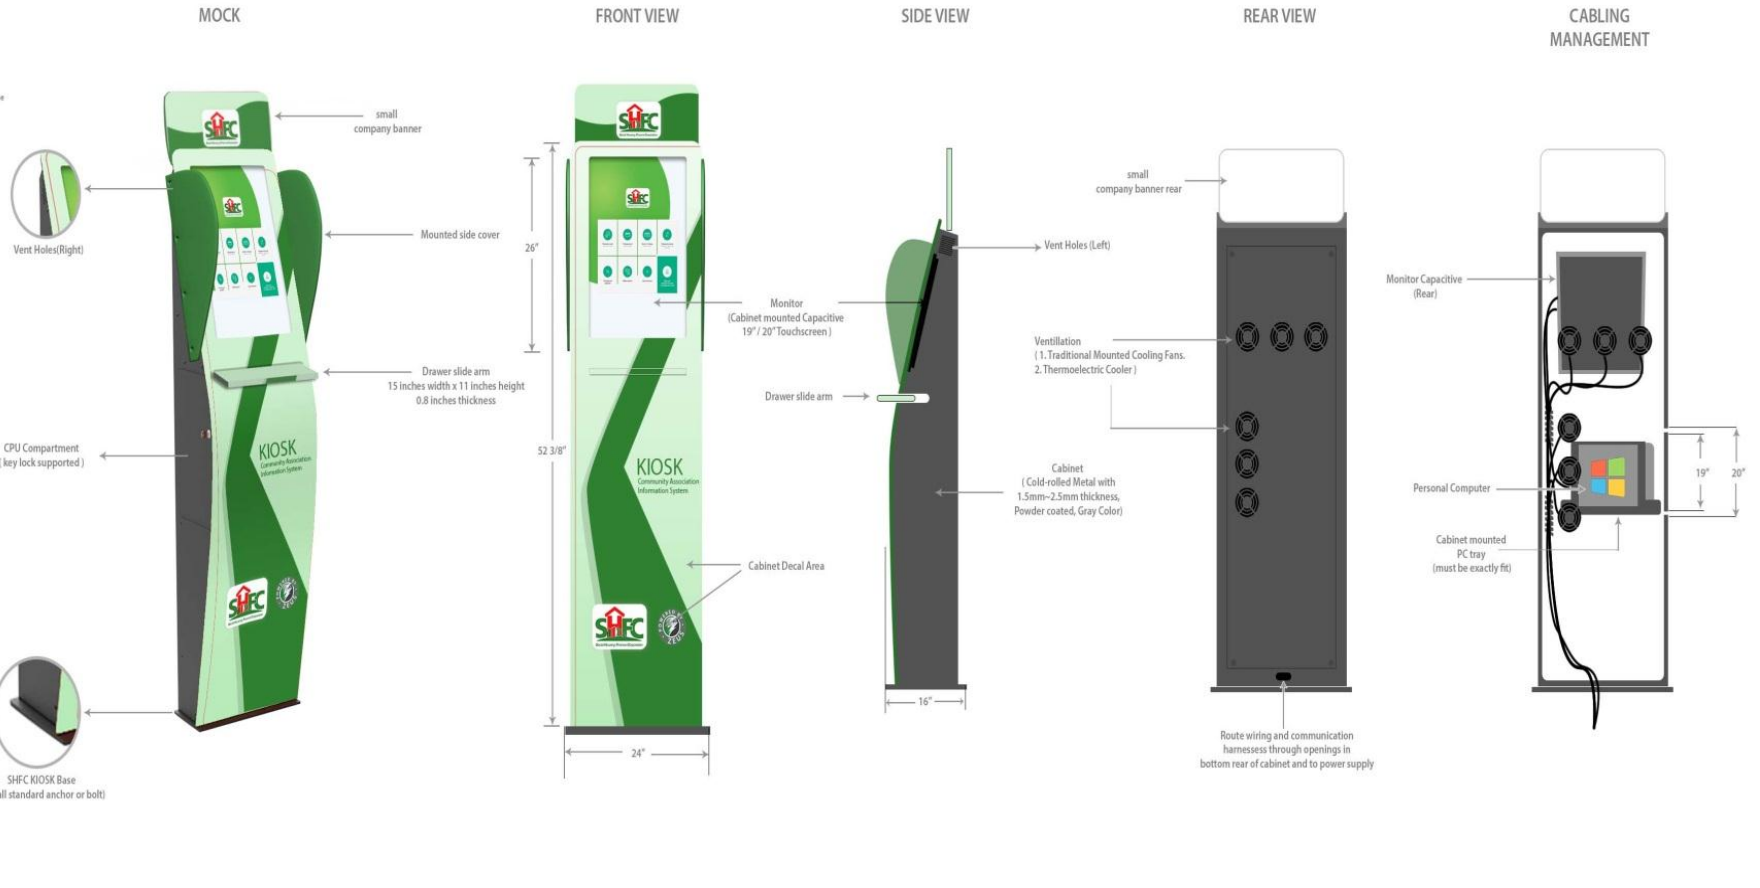 MOCK
FRONT VIEW
SIDE VIEW
REAR VIEW
CABLING
MANAGEMENT
e
small
company banner
SHFC
Vent Holes(Right)
Mounted side cover
SHFC
Drawer slide arm
15 inches width x 11 inches height
0.8 inches thickness
CPU Compartment
( key lock supported )
KIOSK
Community Association
Information System
SHFC
SHFC KIOSK Base
all standard anchor or bolt)
SHFC
SHFC
26"
52 3/8"
KIOSK
Community Association
Information System
SHFC
24"
Monitor
(Cabinet mounted Capacitive
19" / 20" Touchscreen )
Cabinet Decal Area
Vent Holes (Left)
Drawer slide arm
Cabinet
( Cold-rolled Metal with
1.5mm~2.5mm thickness,
Powder coated, Gray Color)
16"
small
company banner rear
Ventillation
( 1. Traditional Mounted Cooling Fans.
2. Thermoelectric Cooler )
Route wiring and communication
harnessess through openings in
bottom rear of cabinet and to power supply
Monitor Capacitive
(Rear)
Personal Computer
Cabinet mounted
PC tray
(must be exactly fit)
19"
20"